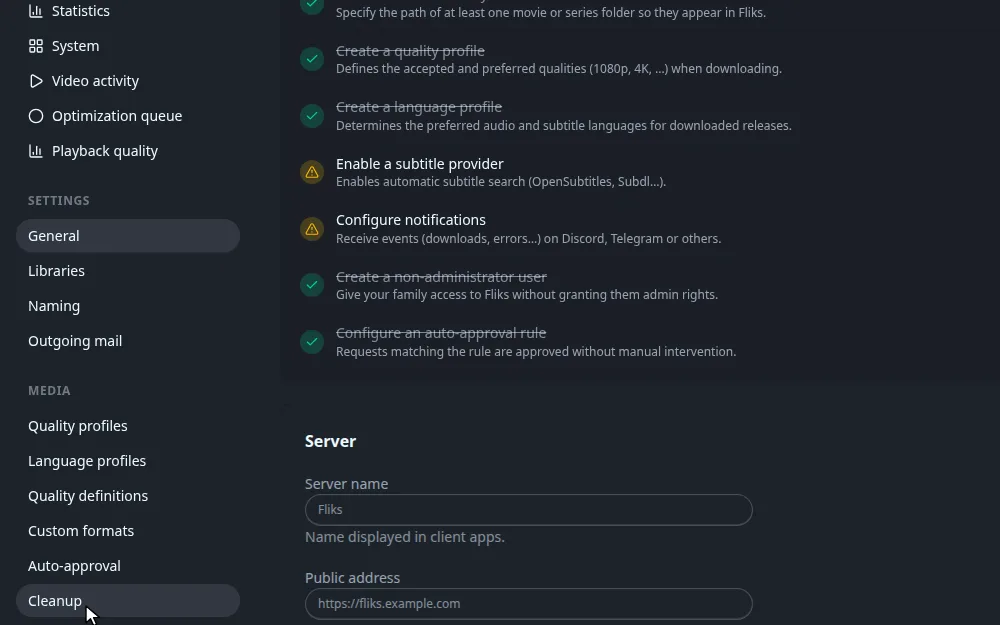 Statistics
System
Video activity
Optimization queue
Playback quality
SETTINGS
General
Libraries
Naming
Outgoing mail
MEDIA
Quality profiles
Language profiles
Quality definitions
Custom formats
Auto-approval
Cleanup
Specify the path of at least one movie or series folder so they appear in Fliks.
Create a quality profile
Defines the accepted and preferred qualities (1080p, 4K, ...) when downloading.
Create a language profile
Determines the preferred audio and subtitle languages for downloaded releases.
Enable a subtitle provider
Enables automatic subtitle search (OpenSubtitles, Subdl...).
Configure notifications
Receive events (downloads, errors...) on Discord, Telegram or others.
Create a non-administrator user
Give your family access to Fliks without granting them admin rights.
Configure an auto-approval rule
Requests matching the rule are approved without manual intervention.
Server
Server name
Fliks
Name displayed in client apps.
Public address
https://fliks.example.com